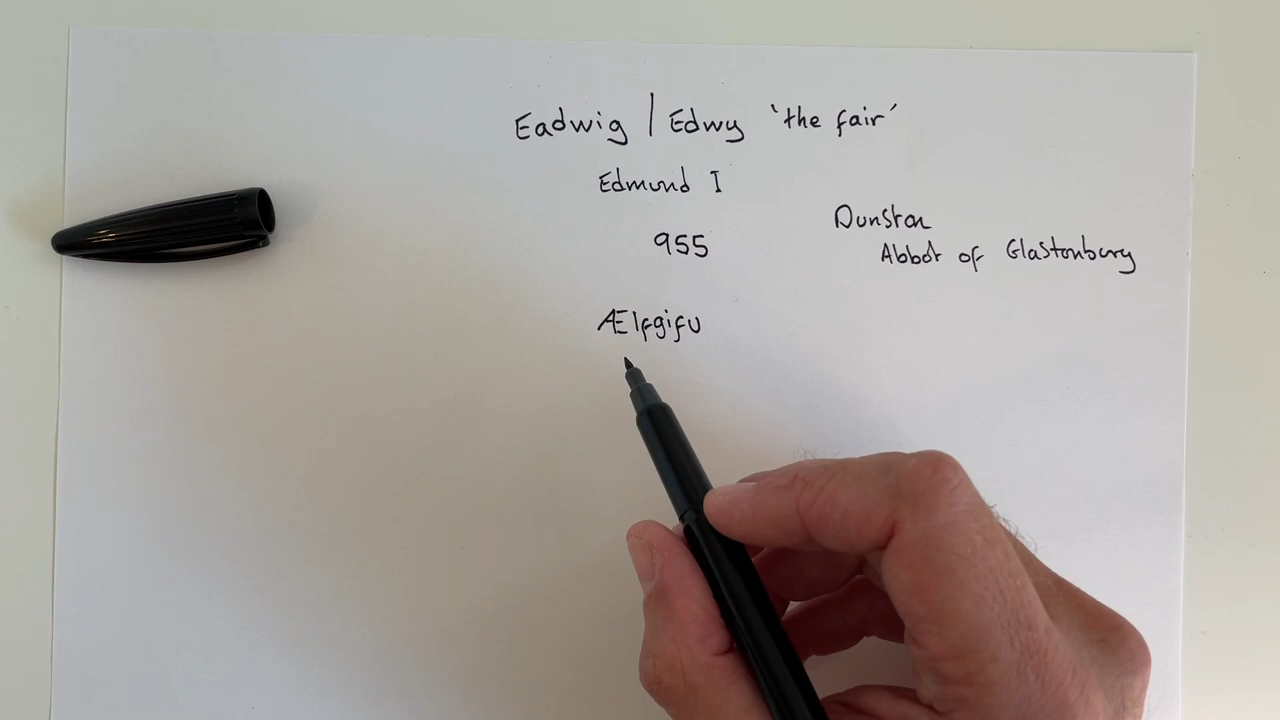 Eadwig | Edwy 'the fair'
Edmund I
955
Dunstan
Abbot of Glastonbury
Ælfgifu